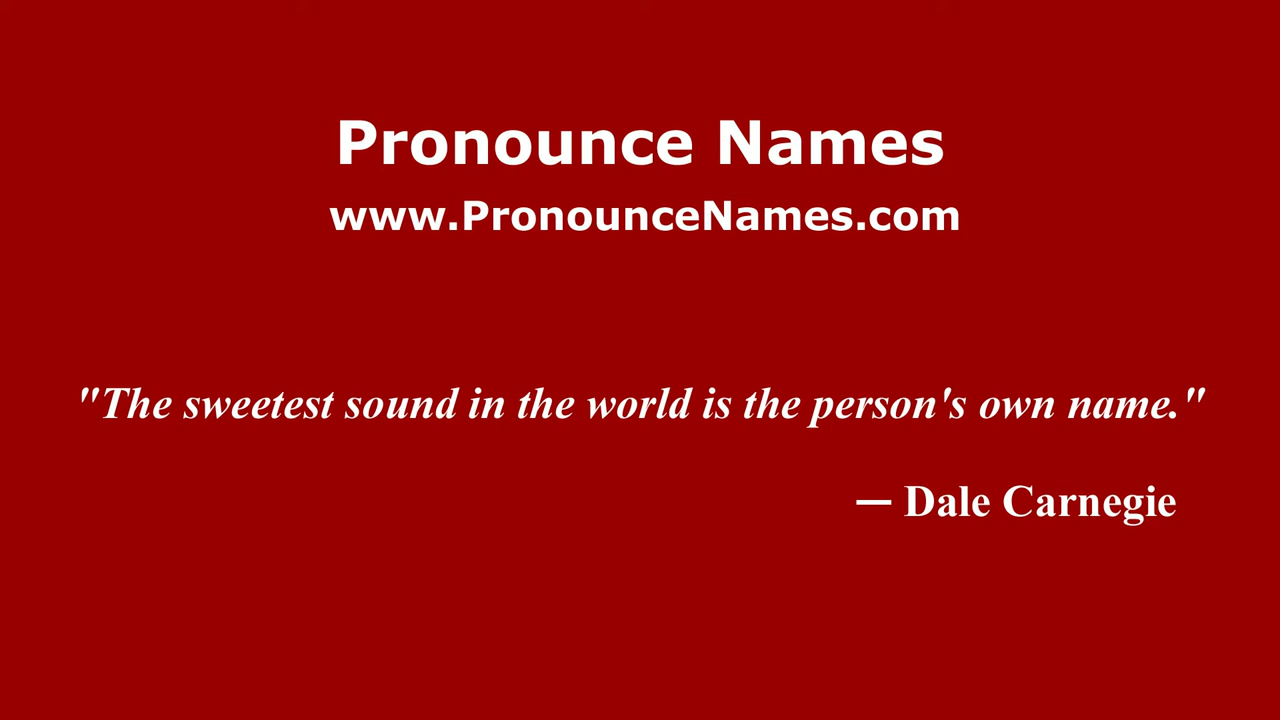 Pronounce Names
www.PronounceNames.com
"The sweetest sound in the world is the person's own name."
— Dale Carnegie